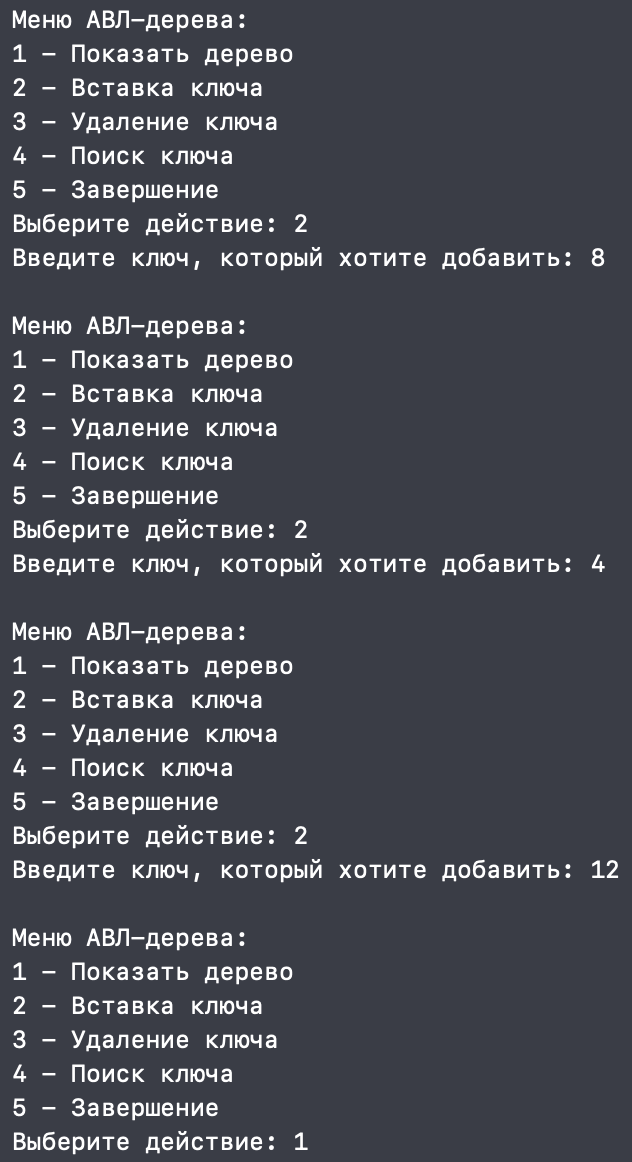 Меню АВЛ-дерева:
1 – Показать дерево
2 – Вставка ключа
3 – Удаление ключа
4 – Поиск ключа
5 – Завершение
Выберите действие: 2
Введите ключ, который хотите добавить: 8
Меню АВЛ-дерева:
1 – Показать дерево
2 – Вставка ключа
3 – Удаление ключа
4 – Поиск ключа
5 – Завершение
Выберите действие: 2
Введите ключ, который хотите добавить: 4
Меню АВЛ-дерева:
1 – Показать дерево
2 – Вставка ключа
3 – Удаление ключа
4 – Поиск ключа
5 – Завершение
Выберите действие: 2
Введите ключ, который хотите добавить: 12
Меню АВЛ-дерева:
1 – Показать дерево
2 – Вставка ключа
3 – Удаление ключа
4 – Поиск ключа
5 – Завершение
Выберите действие: 1